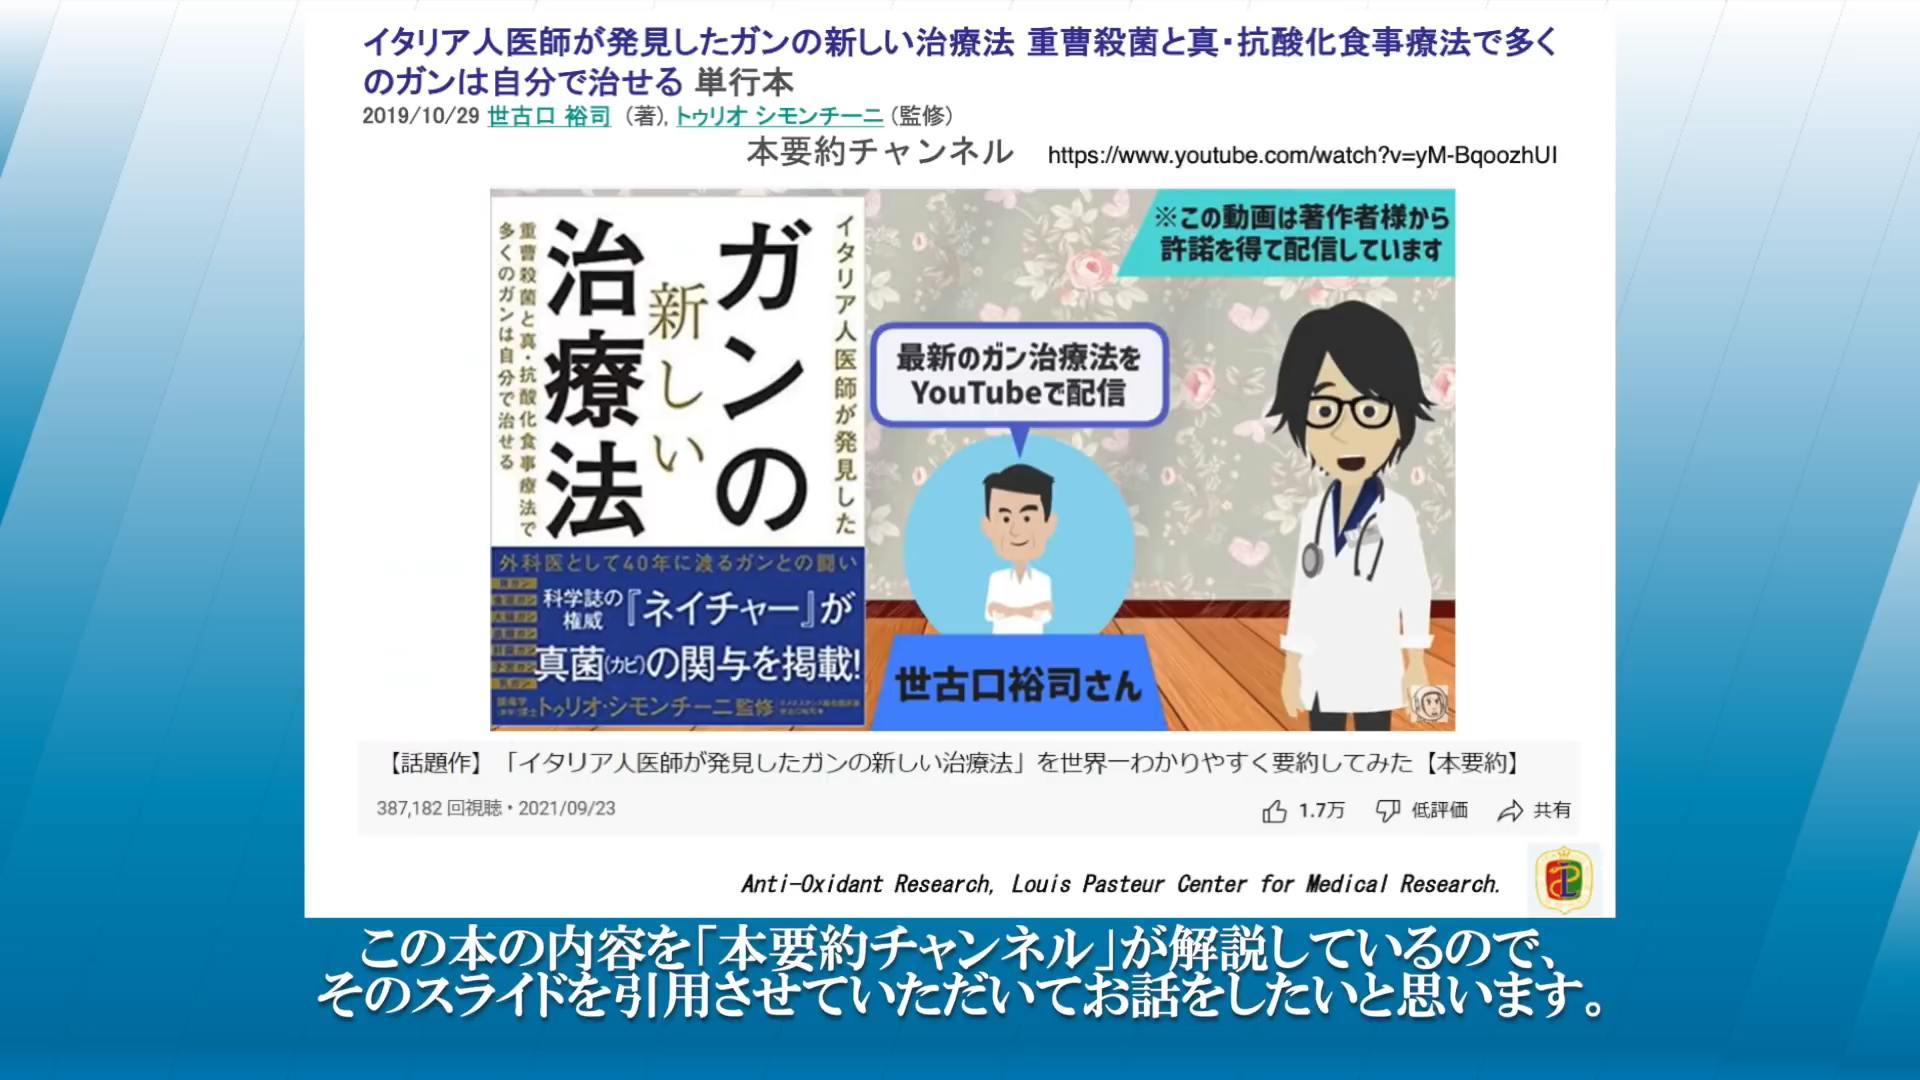 イタリア人医師が発見したガンの新しい治療法 重曹殺菌と真・抗酸化食事療法で多く
のガンは自分で治せる 単行本
2019/10/29 世古口 裕司 (著), トゥリオ シモンチーニ (監修)
本要約チャンネル https://www.youtube.com/watch?v=yM-BqoozhUI
イタリア人医師が発見した
ガンの
新しい
治療法
重曹殺菌と真・抗酸化食事療法で
多くのガンは自分で治せる
外科医として40年に渡るガンとの闘い
科学誌の
権威
『ネイチャー』が
真菌(カビ)の関与を掲載!
トゥリオ・シモンチーニ監修
※この動画は著作者様から
許諾を得て配信しています
最新のガン治療法を
YouTubeで配信
世古口裕司さん
【話題作】「イタリア人医師が発見したガンの新しい治療法」を世界一わかりやすく要約してみた【本要約】
387,182 回視聴・2021/09/23
1.7万 低評価 共有
Anti-Oxidant Research, Louis Pasteur Center for Medical Research.
この本の内容を「本要約チャンネル」が解説しているので、
そのスライドを引用させていただいてお話をしたいと思います。